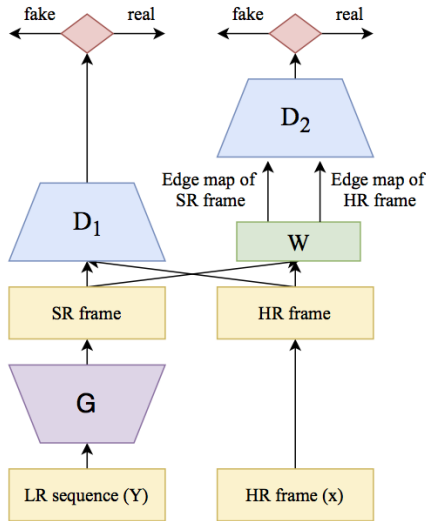 fake real
fake real
D2
Edge map of
SR frame
Edge map of
HR frame
D1
W
SR frame
HR frame
G
LR sequence (Y)
HR frame (x)